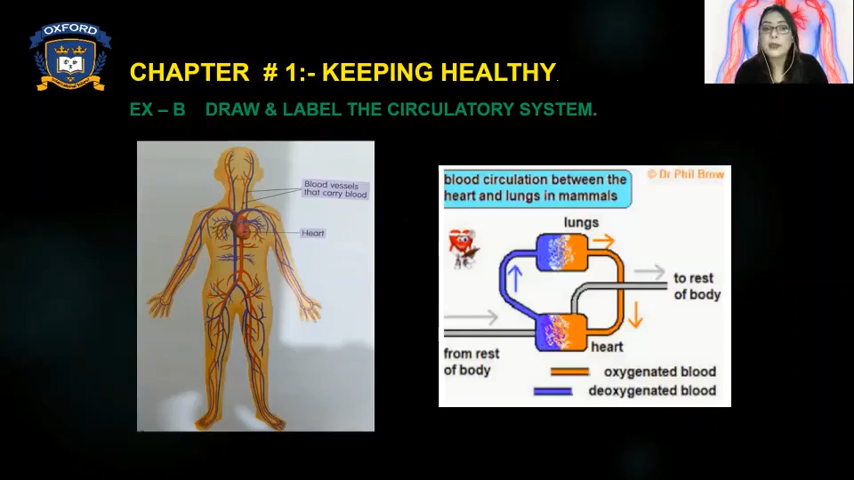 OXFORD
CHAPTER # 1:- KEEPING HEALTHY.
EX – B DRAW & LABEL THE CIRCULATORY SYSTEM.
Blood vessels
that carry blood
Heart
blood circulation between the
heart and lungs in mammals
© Dr Phil Brow
lungs
to rest
of body
heart
from rest
of body
oxygenated blood
deoxygenated blood